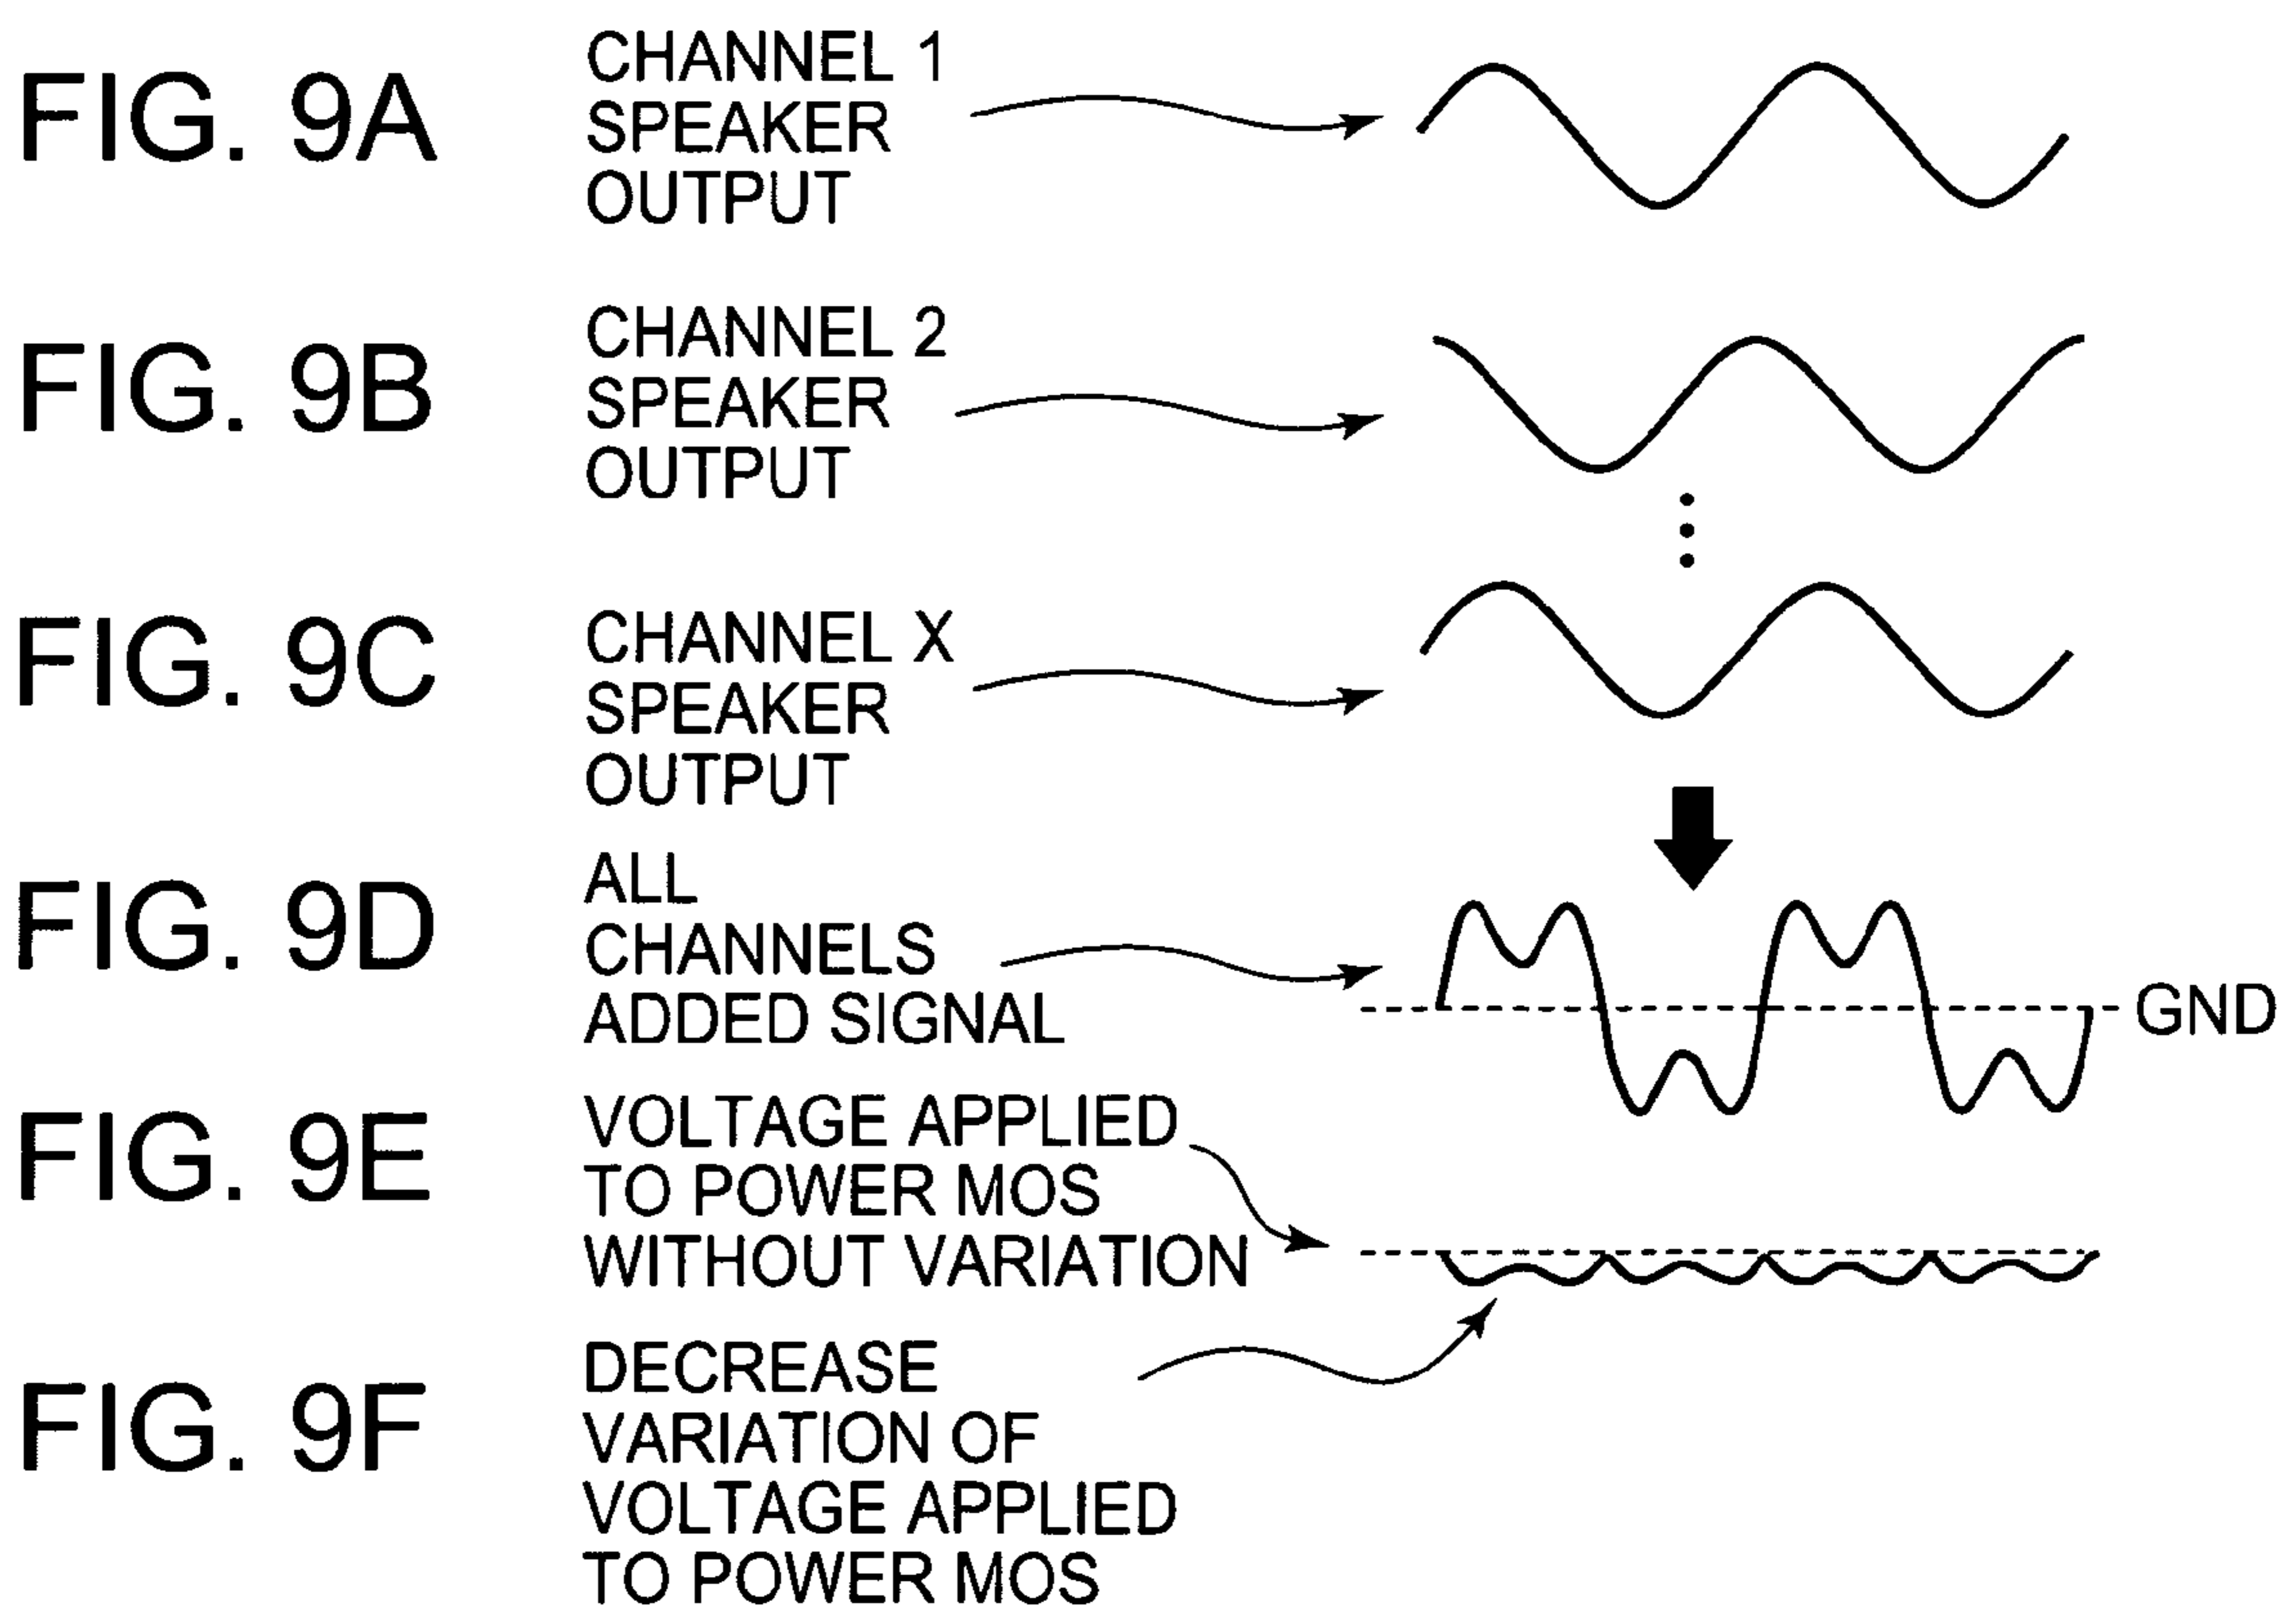 FIG. 9A
CHANNEL 1
SPEAKER
OUTPUT
FIG. 9B
CHANNEL 2
SPEAKER
OUTPUT
FIG. 9C
CHANNEL X
SPEAKER
OUTPUT
FIG. 9D
ALL
CHANNELS
ADDED SIGNAL
GND
FIG. 9E
VOLTAGE APPLIED
TO POWER MOS
WITHOUT VARIATION
FIG. 9F
DECREASE
VARIATION OF
VOLTAGE APPLIED
TO POWER MOS